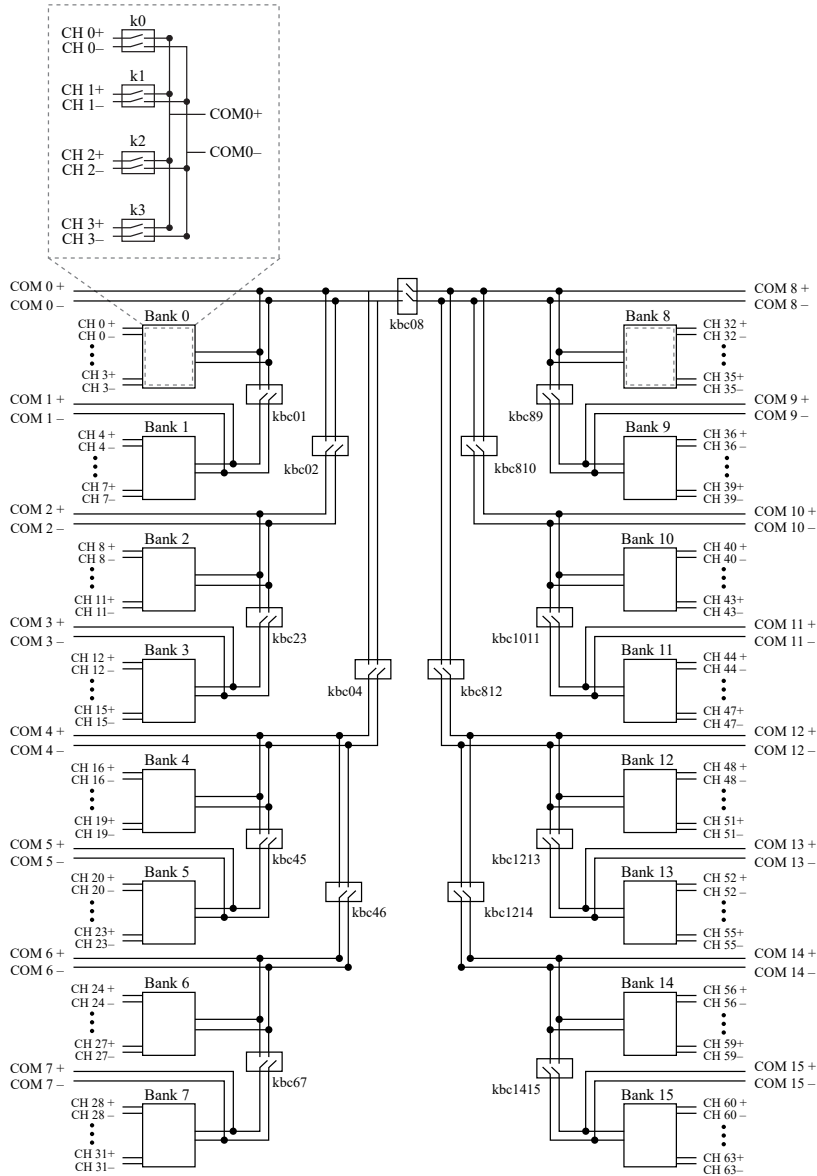 k0
CH 0+
CH 0–
k1
CH 1+
CH 1–
COM0+
k2
COM0–
CH 2+
CH 2–
k3
CH 3+
CH 3–
COM 0 +
COM 0 –
COM 8 +
COM 8 –
kbc08
Bank 0
CH 0 +
CH 0 –
CH 3+
CH 3–
Bank 8
CH 32 +
CH 32 –
CH 35+
CH 35–
COM 1 +
COM 1 –
kbc01
kbc89
COM 9 +
COM 9 –
Bank 1
CH 4 +
CH 4 –
CH 7+
CH 7–
kbc02
kbc810
Bank 9
CH 36 +
CH 36 –
CH 39+
CH 39–
COM 2 +
COM 2 –
COM 10 +
COM 10 –
Bank 2
CH 8 +
CH 8 –
CH 11+
CH 11–
Bank 10
CH 40 +
CH 40 –
CH 43+
CH 43–
COM 3 +
COM 3 –
kbc23
kbc1011
COM 11 +
COM 11 –
Bank 3
CH 12 +
CH 12 –
CH 15+
CH 15–
kbc04
kbc812
Bank 11
CH 44 +
CH 44 –
CH 47+
CH 47–
COM 4 +
COM 4 –
COM 12 +
COM 12 –
Bank 4
CH 16 +
CH 16 –
CH 19+
CH 19–
Bank 12
CH 48 +
CH 48 –
CH 51+
CH 51–
COM 5 +
COM 5 –
kbc45
kbc1213
COM 13 +
COM 13 –
Bank 5
CH 20 +
CH 20 –
CH 23+
CH 23–
kbc46
kbc1214
Bank 13
CH 52 +
CH 52 –
CH 55+
CH 55–
COM 6 +
COM 6 –
COM 14 +
COM 14 –
Bank 6
CH 24 +
CH 24 –
CH 27+
CH 27–
Bank 14
CH 56 +
CH 56 –
CH 59+
CH 59–
COM 7 +
COM 7 –
kbc67
kbc1415
COM 15 +
COM 15 –
Bank 7
CH 28 +
CH 28 –
CH 31+
CH 31–
Bank 15
CH 60 +
CH 60 –
CH 63+
CH 63–